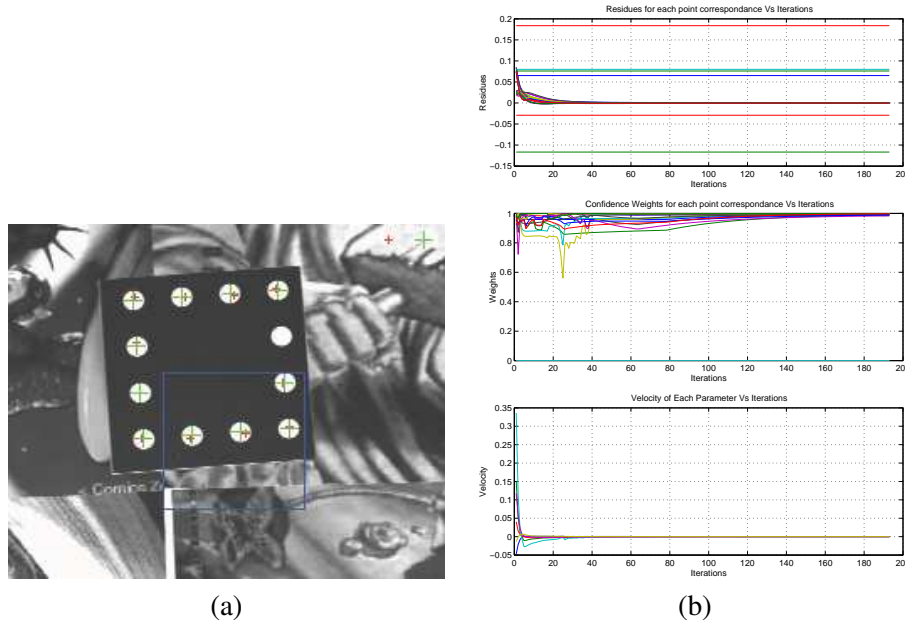 Residues for each point correspondance Vs Iterations
0.2
0.15
0.1
0.05
0
-0.05
-0.1
-0.15
Residues
0 20 40 60 80 100 120 140 160 180 20
Iterations
Confidence Weights for each point correspondance Vs Iterations
1
0.8
0.6
0.4
0.2
0
Weights
0 20 40 60 80 100 120 140 160 180 20
Iterations
Velocity of Each Parameter Vs Iterations
0.35
0.3
0.25
0.2
0.15
0.1
0.05
0
-0.05
Velocity
0 20 40 60 80 100 120 140 160 180 20
Iterations
Comics
(a)
(b)